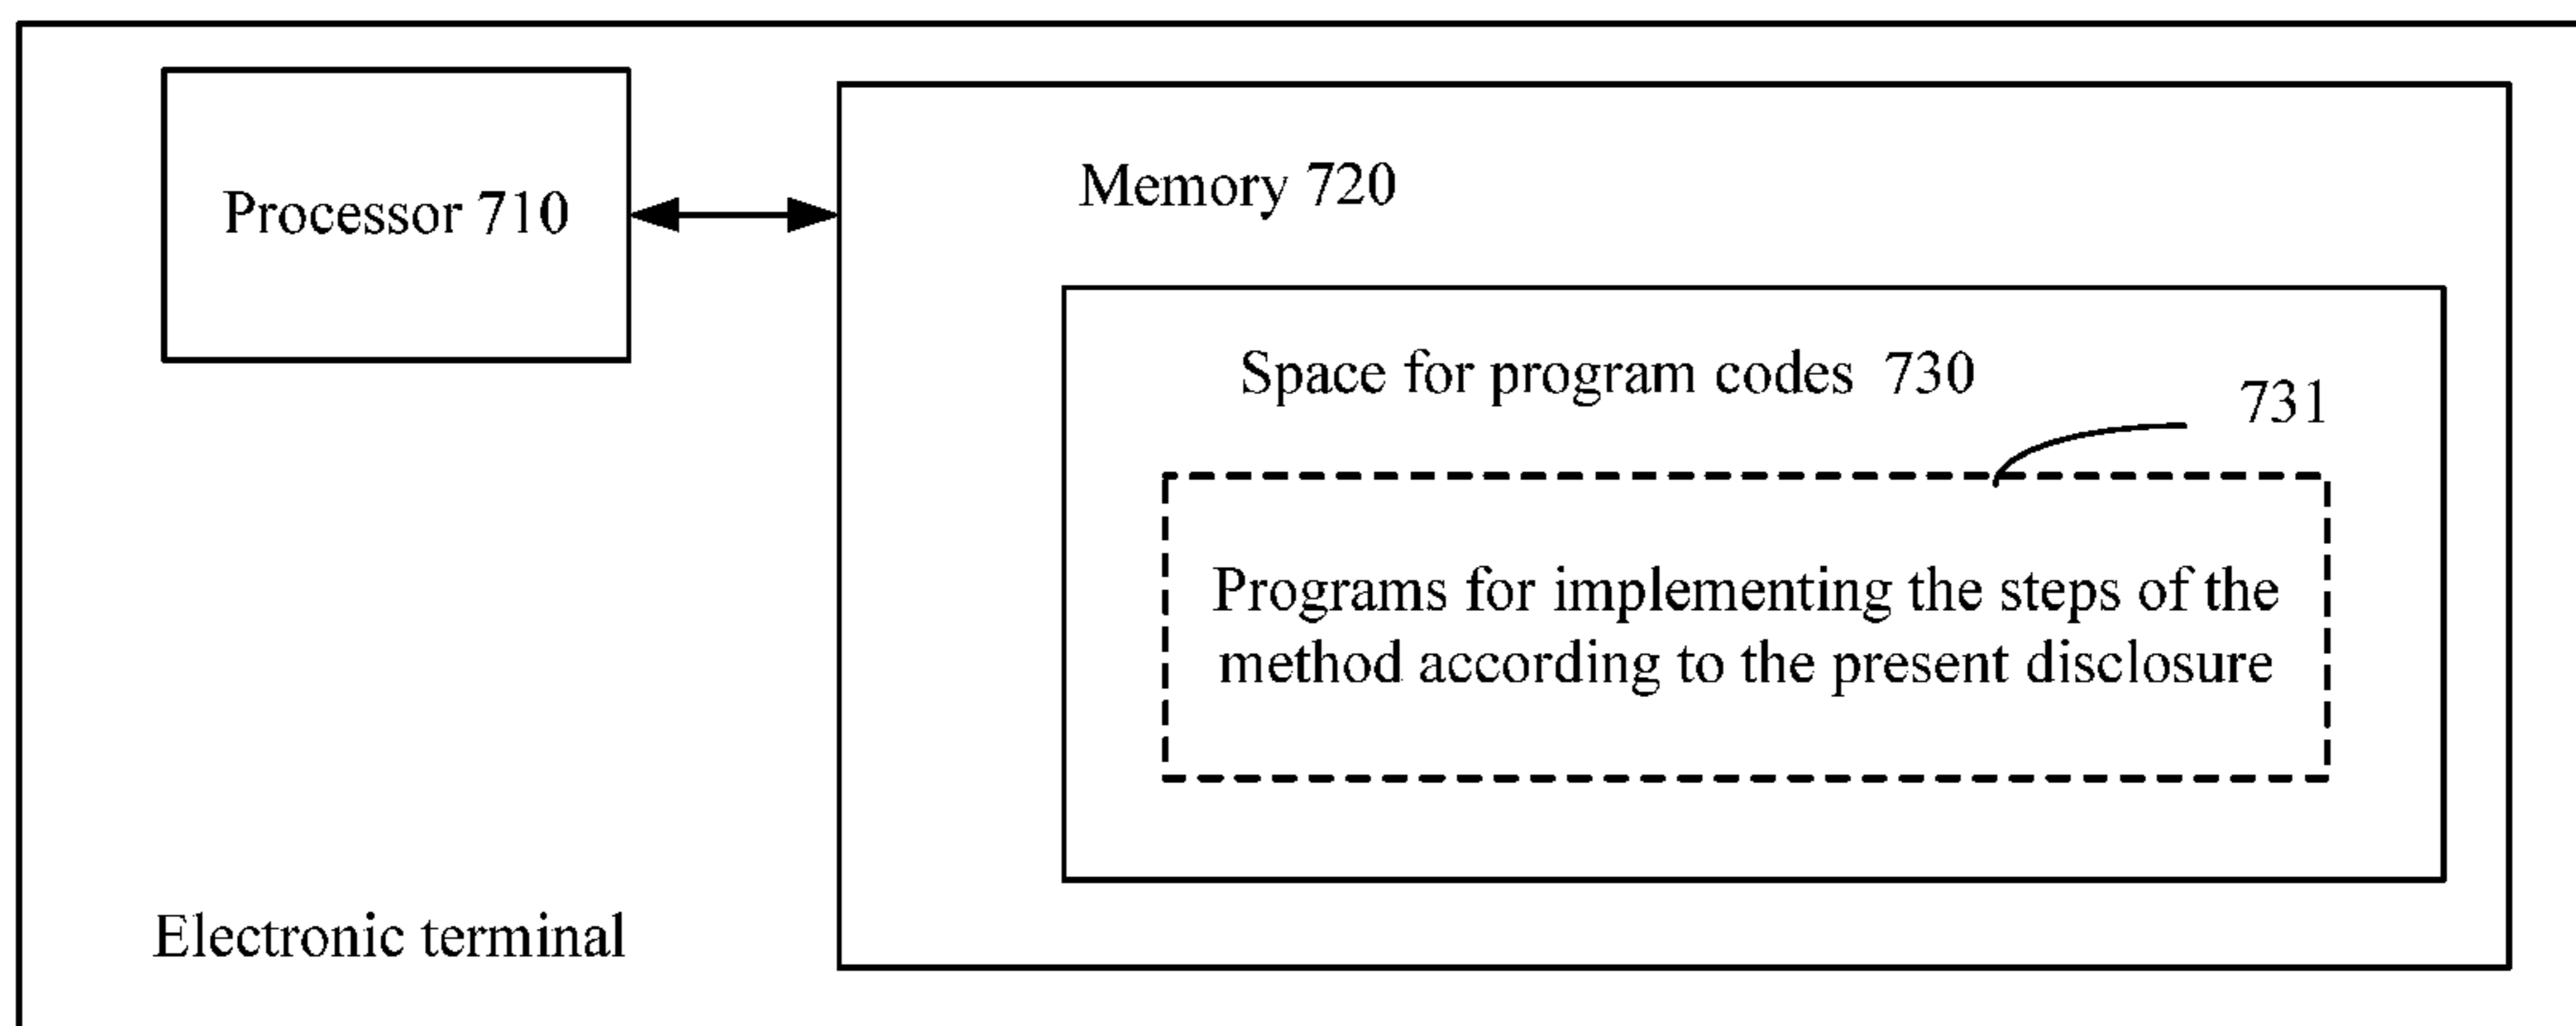 Processor 710
Memory 720
Space for program codes 730
731
Programs for implementing the steps of the
method according to the present disclosure
Electronic terminal